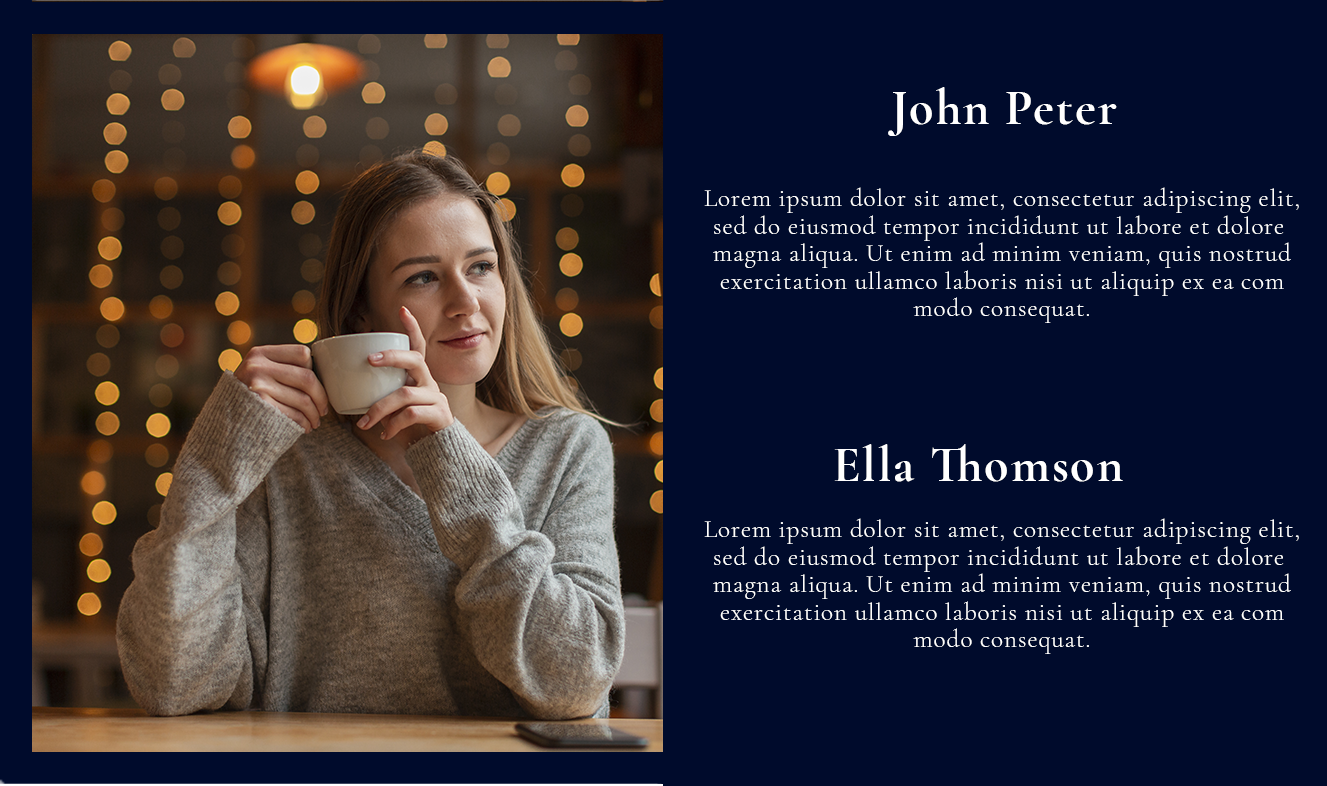 John Peter
Lorem ipsum dolor sit amet, consectetur adipiscing elit,
sed do eiusmod tempor incididunt ut labore et dolore
magna aliqua. Ut enim ad minim veniam, quis nostrud
exercitation ullamco laboris nisi ut aliquip ex ea com
modo consequat.
Ella Thomson
Lorem ipsum dolor sit amet, consectetur adipiscing elit,
sed do eiusmod tempor incididunt ut labore et dolore
magna aliqua. Ut enim ad minim veniam, quis nostrud
exercitation ullamco laboris nisi ut aliquip ex ea com
modo consequat.